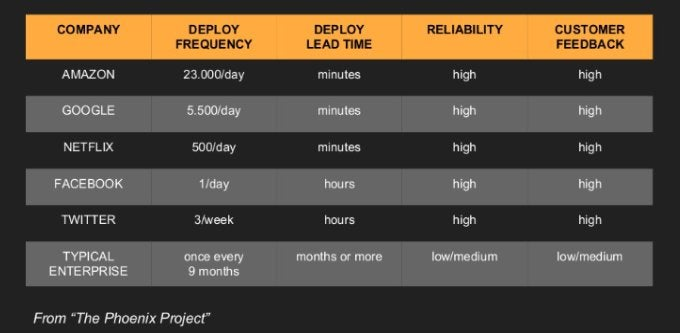 COMPANY DEPLOY FREQUENCY DEPLOY LEAD TIME RELIABILITY CUSTOMER FEEDBACK
AMAZON 23.000/day minutes high high
GOOGLE 5.500/day minutes high high
NETFLIX 500/day minutes high high
FACEBOOK 1/day hours high high
TWITTER 3/week hours high high
TYPICAL ENTERPRISE once every 9 months months or more low/medium low/medium
From “The Phoenix Project”